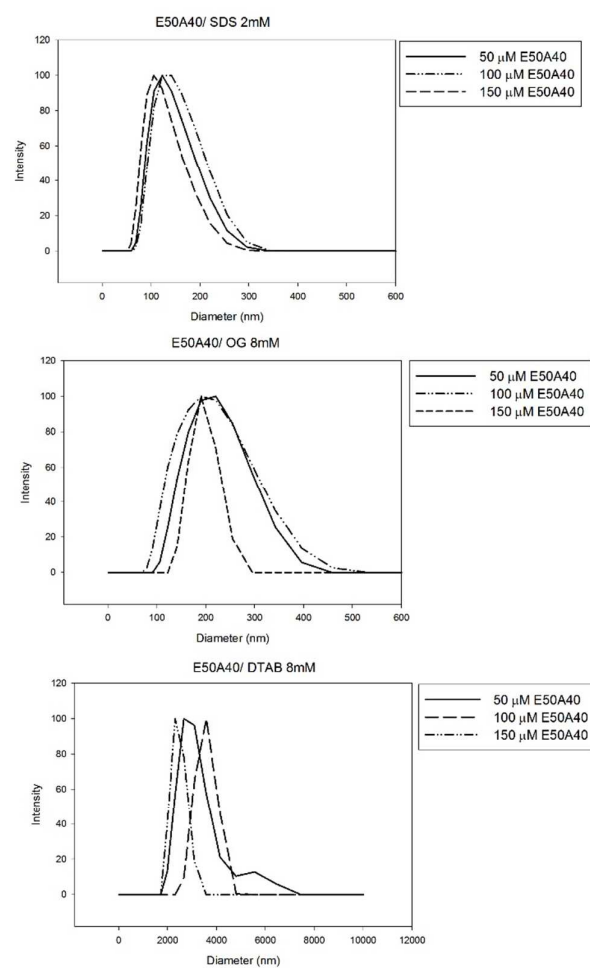 E50A40/ SDS 2mM
120
100
80
60
40
20
0
Intensity
0 100 200 300 400 500 600
Diameter (nm)
50 μM E50A40
100 μM E50A40
150 μM E50A40
E50A40/ OG 8mM
120
100
80
60
40
20
0
Intensity
0 100 200 300 400 500 600
Diameter (nm)
50 μM E50A40
100 μM E50A40
150 μM E50A40
E50A40/ DTAB 8mM
120
100
80
60
40
20
0
Intensity
0 2000 4000 6000 8000 10000 12000
Diameter (nm)
50 μM E50A40
100 μM E50A40
150 μM E50A40